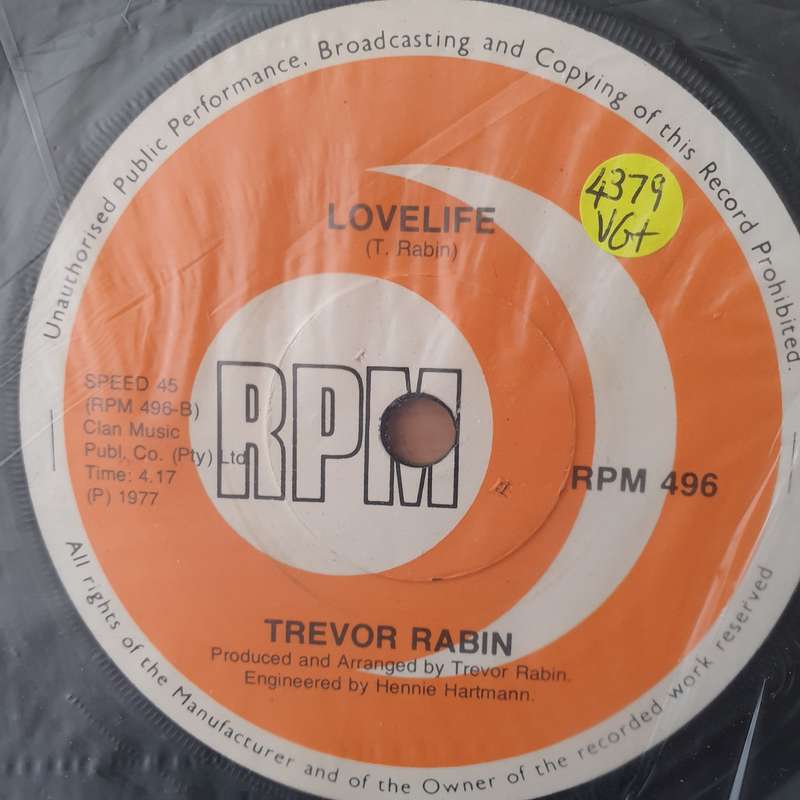 Unauthorised Public Performance, Broadcasting and Copying of this Record Prohibited.
4379
VG+
LOVELIFE
(T. Rabin)
SPEED 45
(RPM 496-B)
Clan Music
Publ. Co. (Pty) Ltd
Time: 4.17
(P) 1977
RPM
RPM 496
TREVOR RABIN
Produced and Arranged by Trevor Rabin.
Engineered by Hennie Hartmann.
All rights of the Manufacturer and of the Owner of the recorded work reserved